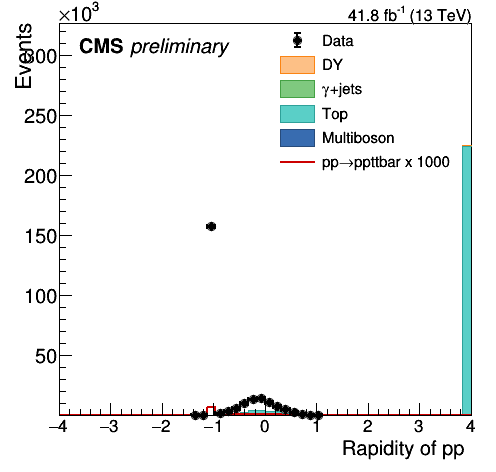 ×10³
41.8 fb⁻¹ (13 TeV)
CMS preliminary
Events
Data
DY
γ+jets
Top
Multiboson
pp→ppttbar x 1000
300
250
200
150
100
50
−4 −3 −2 −1 0 1 2 3 4
Rapidity of pp